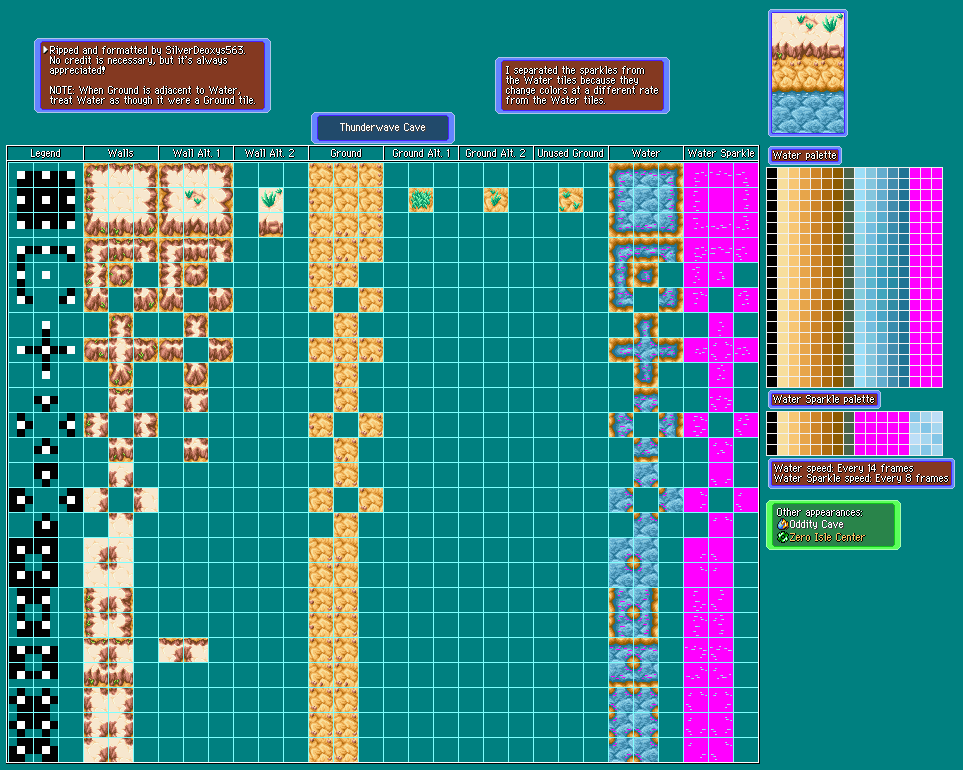 Ripped and formatted by SilverDeoxys563.
No credit is necessary, but it's always
appreciated!
NOTE: When Ground is adjacent to Water,
treat Water as though it were a Ground tile.
I separated the sparkles from
the Water tiles because they
change colors at a different rate
from the Water tiles.
Thunderwave Cave
Legend
Walls
Wall Alt. 1
Wall Alt. 2
Ground
Ground Alt. 1
Ground Alt. 2
Unused Ground
Water
Water Sparkle
Water palette
Water Sparkle palette
Water speed: Every 14 frames
Water Sparkle speed: Every 8 frames
Other appearances:
Oddity Cave
Zero Isle Center